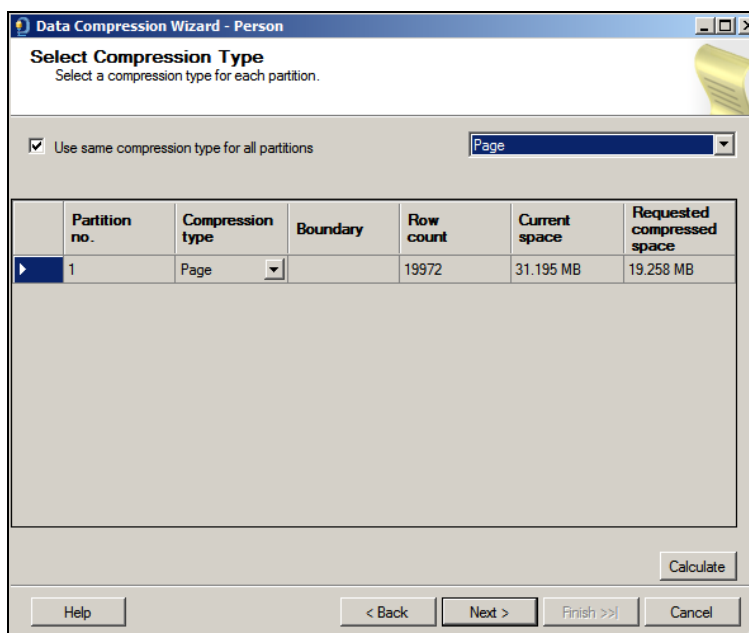 Data Compression Wizard - Person
Select Compression Type
Select a compression type for each partition.
Use same compression type for all partitions
Page
Partition no.
Compression type
Boundary
Row count
Current space
Requested compressed space
1
Page
19972
31.195 MB
19.258 MB
Calculate
Help
< Back
Next >
Finish >>|
Cancel